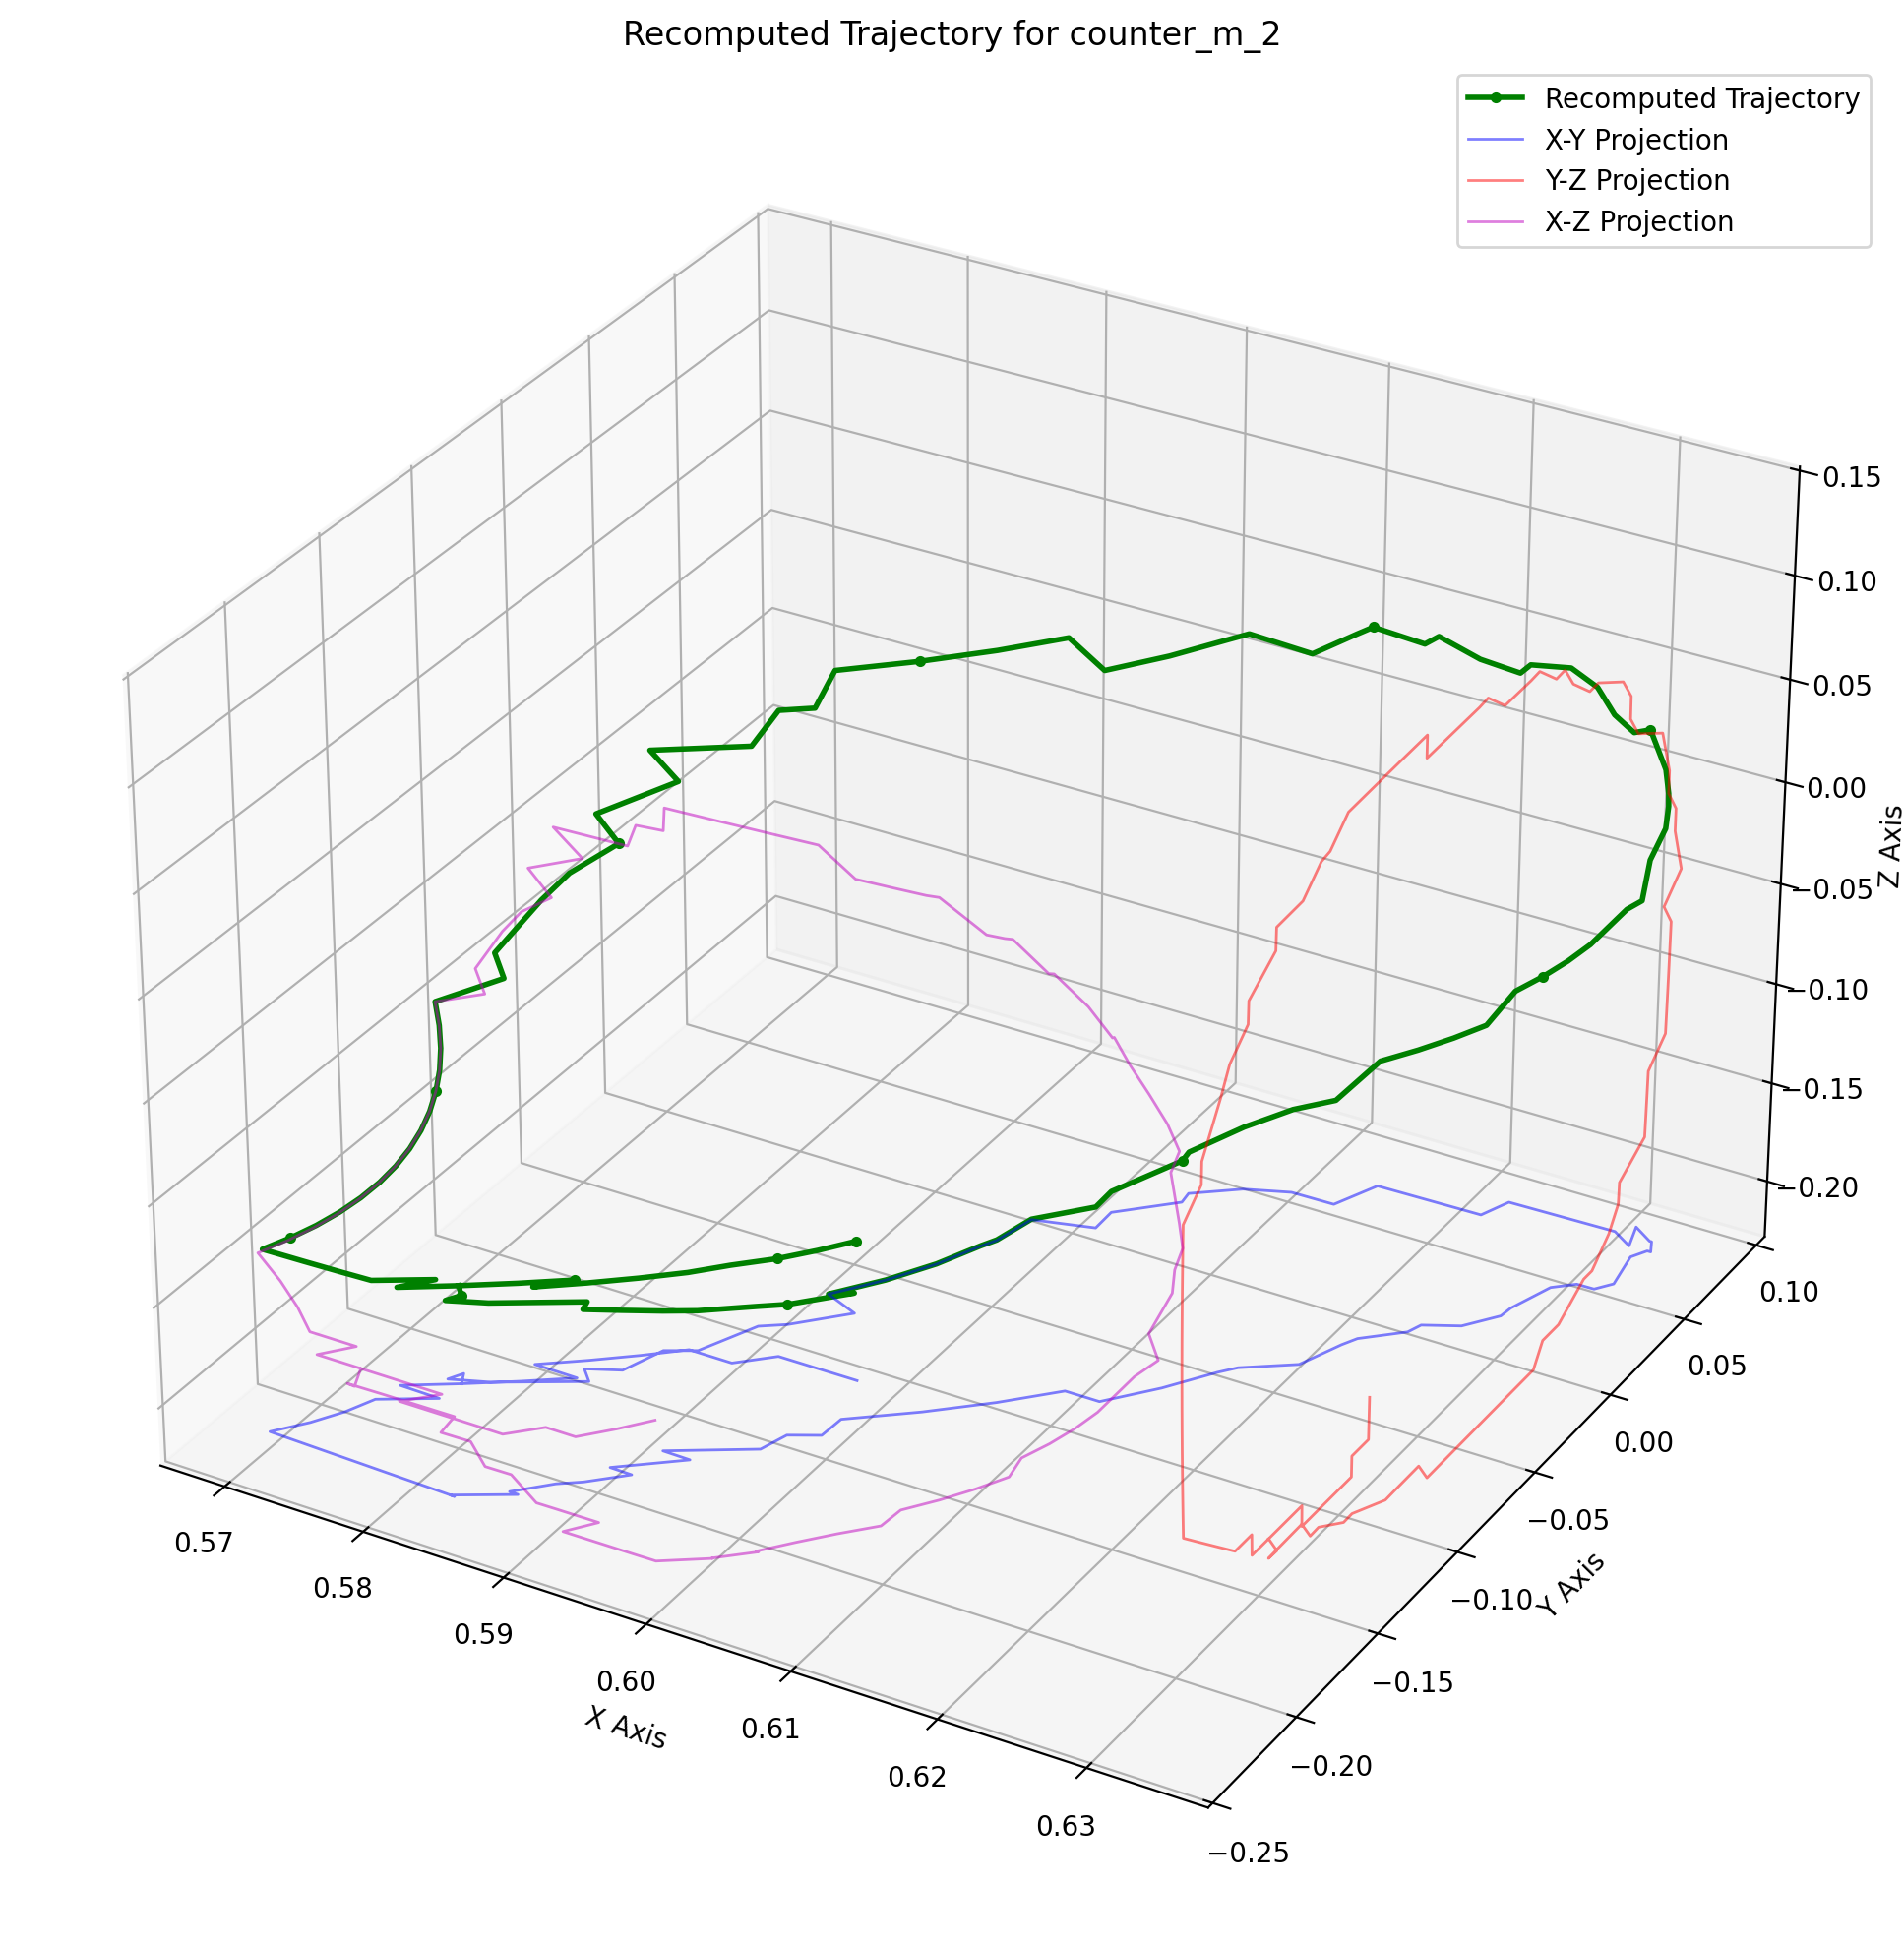 Recomputed Trajectory for counter_m_2
Recomputed Trajectory
X-Y Projection
Y-Z Projection
X-Z Projection
0.15
0.10
0.05
0.00
−0.05
−0.10
−0.15
−0.20
Z Axis
0.10
0.05
0.00
−0.05
−0.10
−0.15
−0.20
−0.25
Y Axis
0.57
0.58
0.59
0.60
0.61
0.62
0.63
X Axis